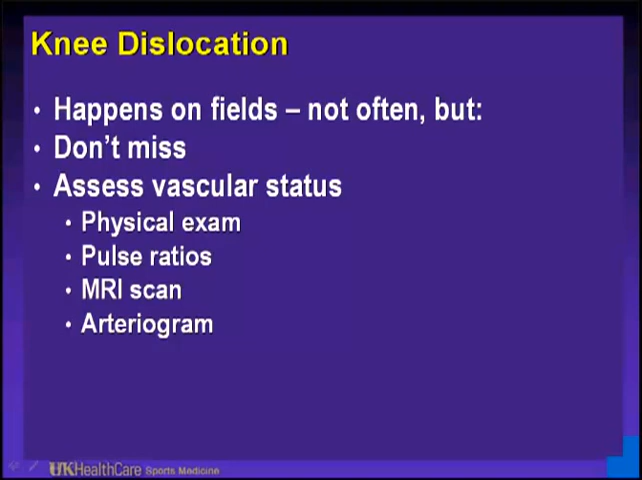 Knee Dislocation
• Happens on fields – not often, but:
• Don't miss
• Assess vascular status
• Physical exam
• Pulse ratios
• MRI scan
• Arteriogram
UKHealthCare Sports Medicine